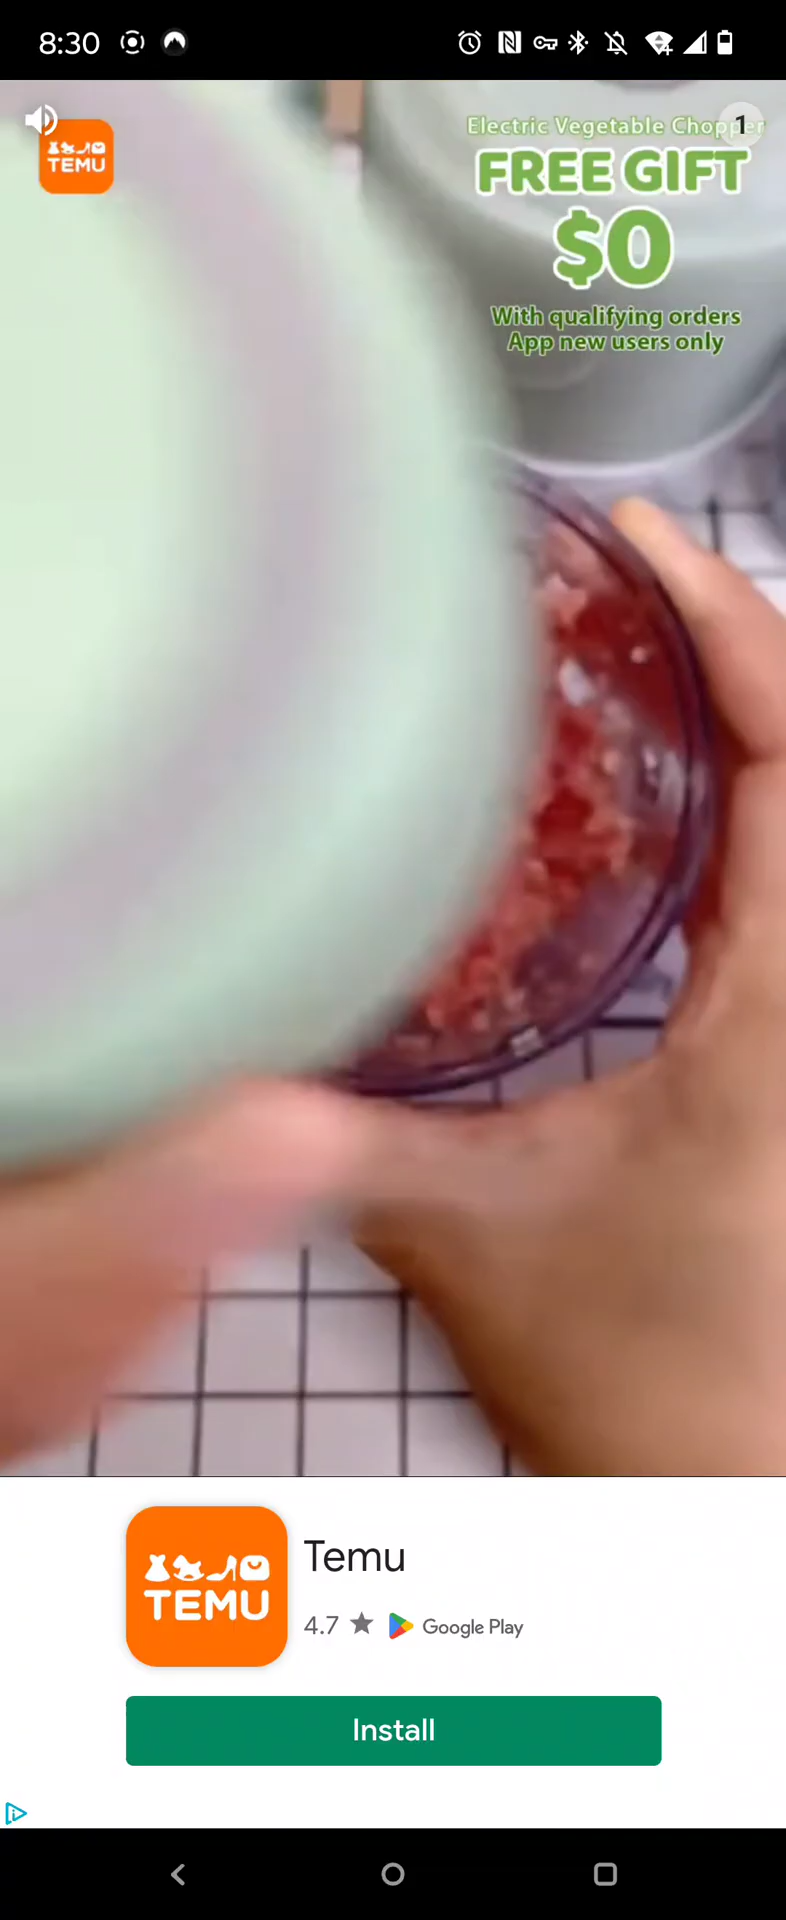 8:30
TEMU
1
Electric Vegetable Chopper
FREE GIFT
$0
With qualifying orders
App new users only
TEMU
Temu
4.7 ★ Google Play
Install